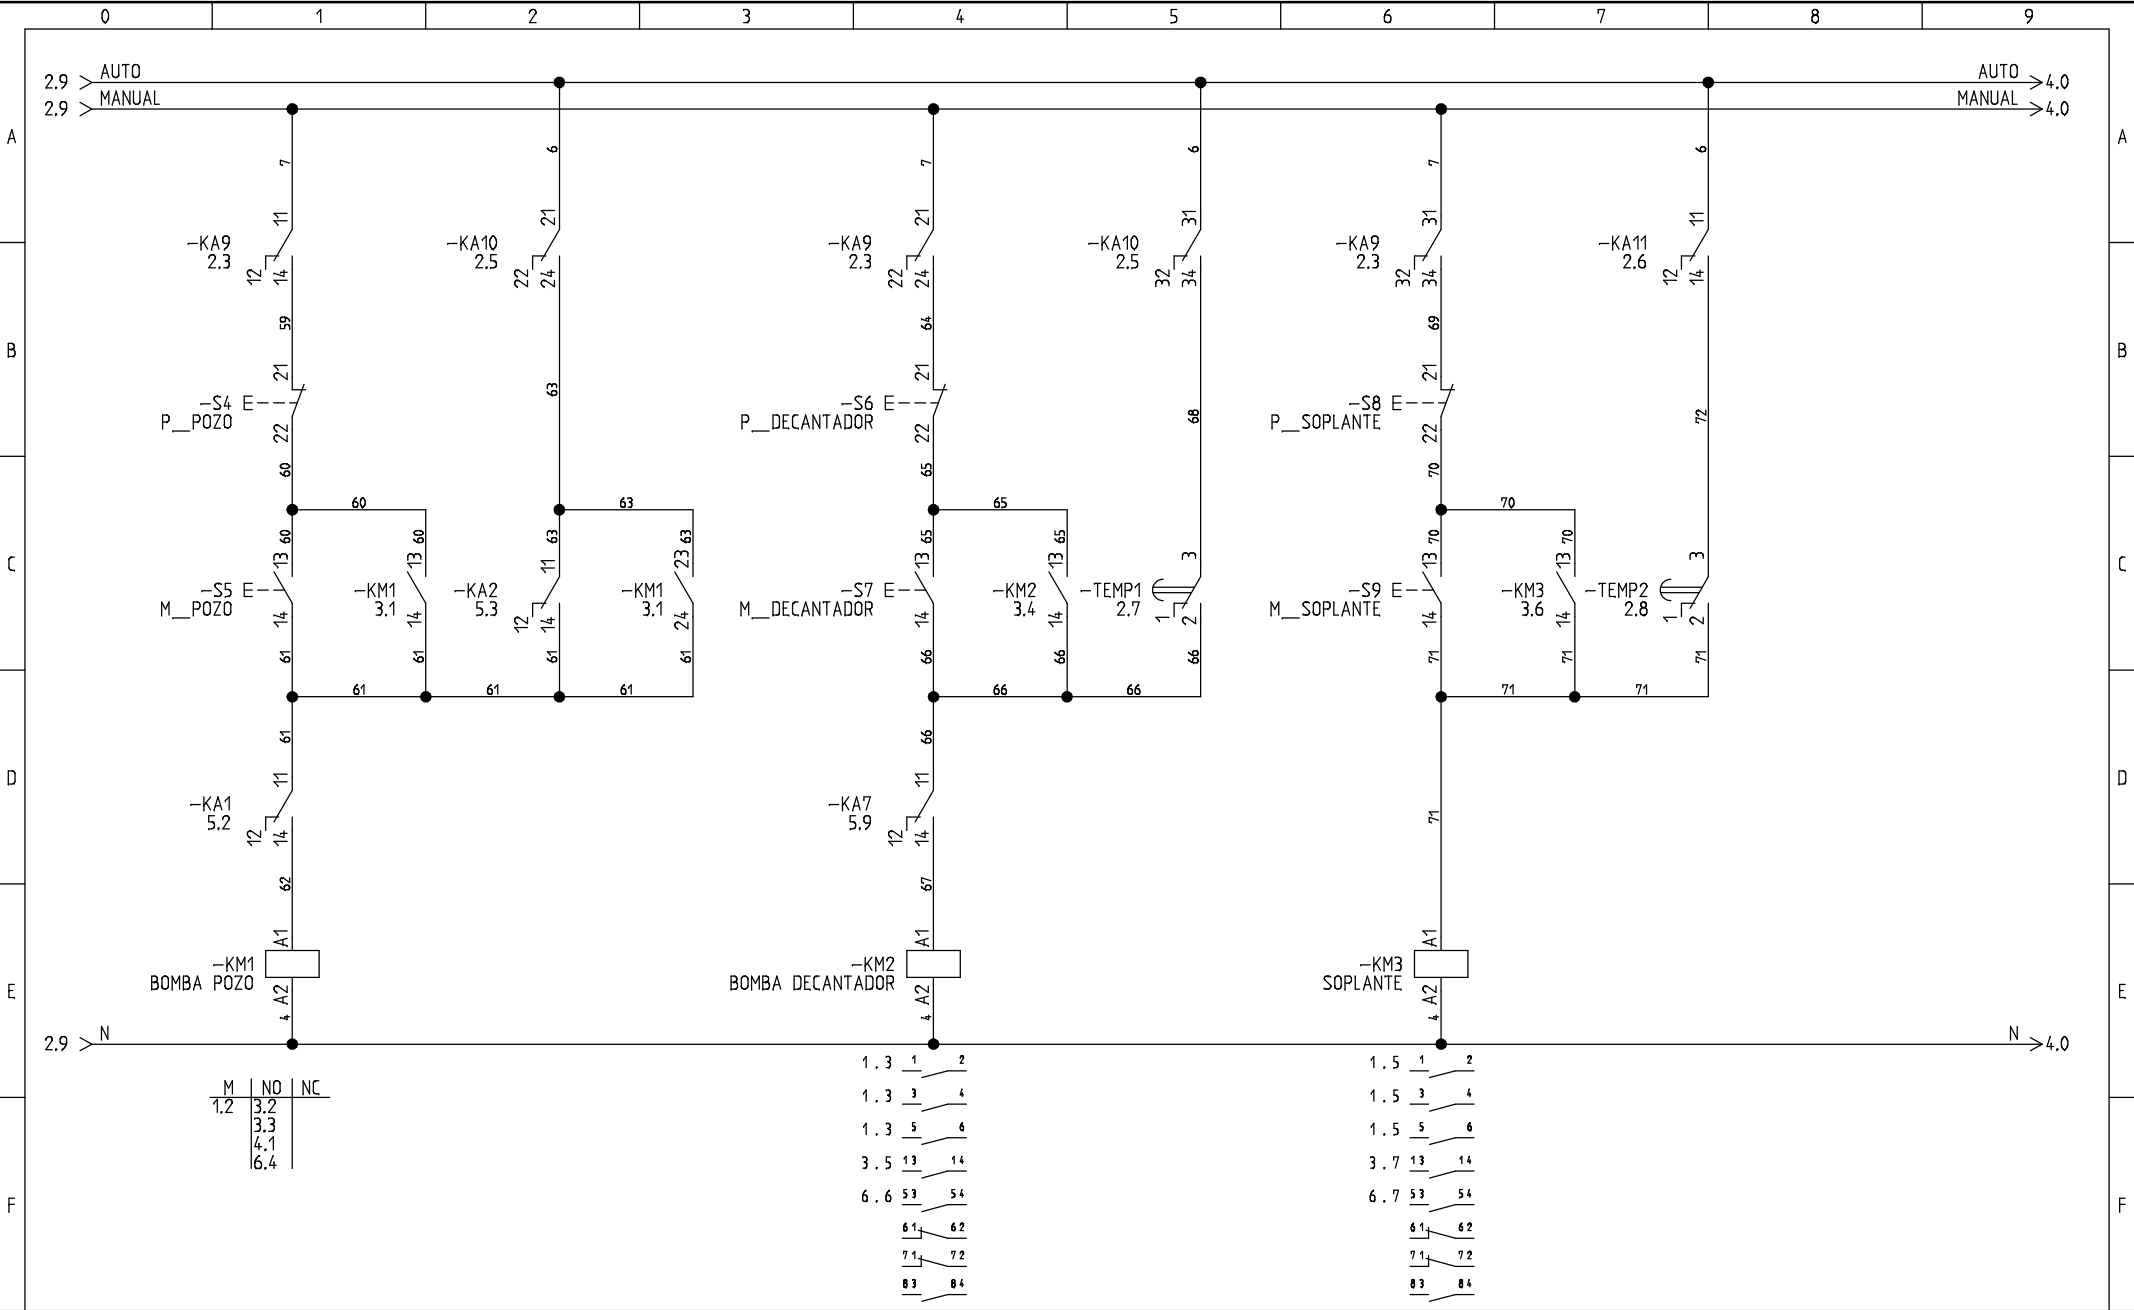 0 1 2 3 4 5 6 7 8 9
2.9 AUTO AUTO 4.0
2.9 MANUAL MANUAL 4.0
A A
7 6 7 6 7 6
11 21 21 31 31 11
-KA9 -KA10 -KA9 -KA10 -KA9 -KA11
2.3 2.5 2.3 2.5 2.3 2.6
12 14 22 24 22 24 32 34 32 34 12 14
59 64 69
B B
21 21 21
63 68 72
-S4 E -S6 E -S8 E
P__POZO P__DECANTADOR P__SOPLANTE
22 22 22
60 65 70
60 63 65 70
60 60 63 63 65 65 70 70
13 13 11 23 13 13 3 13 13 3
C C
-S5 E -KM1 -KA2 -KM1 -S7 E -KM2 -TEMP1 -S9 E -KM3 -TEMP2
M__POZO 3.1 5.3 3.1 M__DECANTADOR 3.4 2.7 M__SOPLANTE 3.6 2.8
14 14 12 14 24 14 14 1 2 14 14 1 2
61 61 61 61 66 66 66 71 71 71
61 61 61 66 66 71 71
61 66
D D
11 11
-KA1 -KA7
5.2 5.9
12 14 12 14
71
62 67
A1 A1 A1
-KM1 -KM2 -KM3
BOMBA POZO BOMBA DECANTADOR SOPLANTE
E E
A2 A2 A2
4 4 4
2.9 N N 4.0
M NO NC
1.2 3.2
3.3
4.1
6.4
1.3 1 2
1.3 3 4
1.3 5 6
3.5 13 14
6.6 53 54
61 62
71 72
83 84
1.5 1 2
1.5 3 4
1.5 5 6
3.7 13 14
6.7 53 54
61 62
71 72
83 84
F F